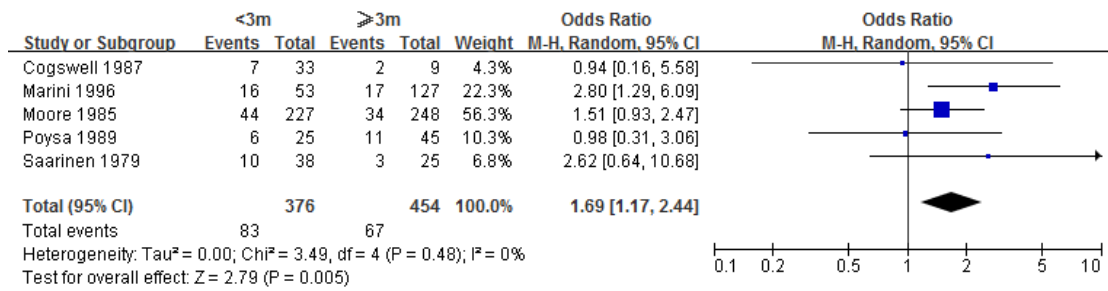 <3m ⩾3m Odds Ratio Odds Ratio
Study or Subgroup Events Total Events Total Weight M-H, Random, 95% CI M-H, Random, 95% CI
Cogswell 1987 7 33 2 9 4.3% 0.94 [0.16, 5.58]
Marini 1996 16 53 17 127 22.3% 2.80 [1.29, 6.09]
Moore 1985 44 227 34 248 56.3% 1.51 [0.93, 2.47]
Poysa 1989 6 25 11 45 10.3% 0.98 [0.31, 3.06]
Saarinen 1979 10 38 3 25 6.8% 2.62 [0.64, 10.68]
Total (95% CI) 376 454 100.0% 1.69 [1.17, 2.44]
Total events 83 67
Heterogeneity: Tau² = 0.00; Chi² = 3.49, df = 4 (P = 0.48); I² = 0%
Test for overall effect: Z = 2.79 (P = 0.005)
0.1 0.2 0.5 1 2 5 10